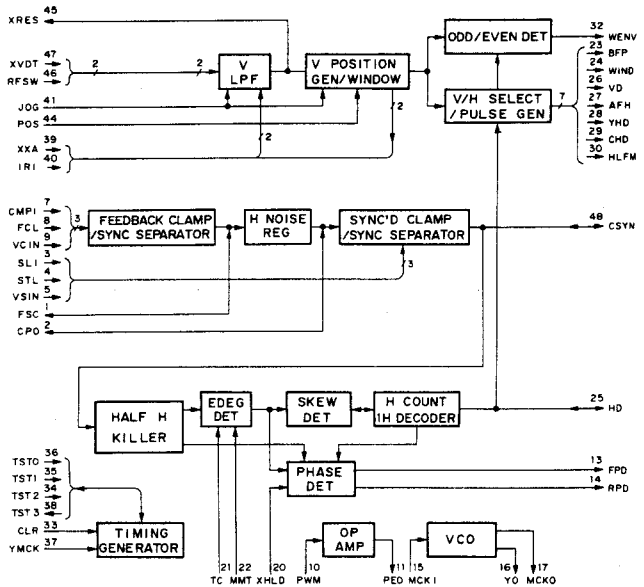 XRES 45
XVDT 47
RFSW 46
JOG 41
POS 44
XXA 39
IRI 40
2
2
V LPF
V POSITION GEN/WINDOW
2
2
ODD/EVEN DET
V/H SELECT /PULSE GEN
7
32 WENV
23 BFP
24 WIND
26 VD
27 AFH
28 YHD
29 CHD
30 HLFM
CMPI 7
FCL 8
VCIN 9
SLI 3
STL 4
VSIN 5
FSC 1
CPO 2
3
FEEDBACK CLAMP /SYNC SEPARATOR
H NOISE REG
SYNC'D CLAMP /SYNC SEPARATOR
3
48 CSYN
HALF H KILLER
EDEG DET
SKEW DET
H COUNT 1H DECODER
25 HD
PHASE DET
13 FPD
14 RPD
TST0 36
TST1 35
TST2 34
TST3 38
CLR 33
YMCK 37
TIMING GENERATOR
OP AMP
VCO
21 22 20 10 11 15 16 17
TC MMT XHLD PWM PED MCKI YO MCKO